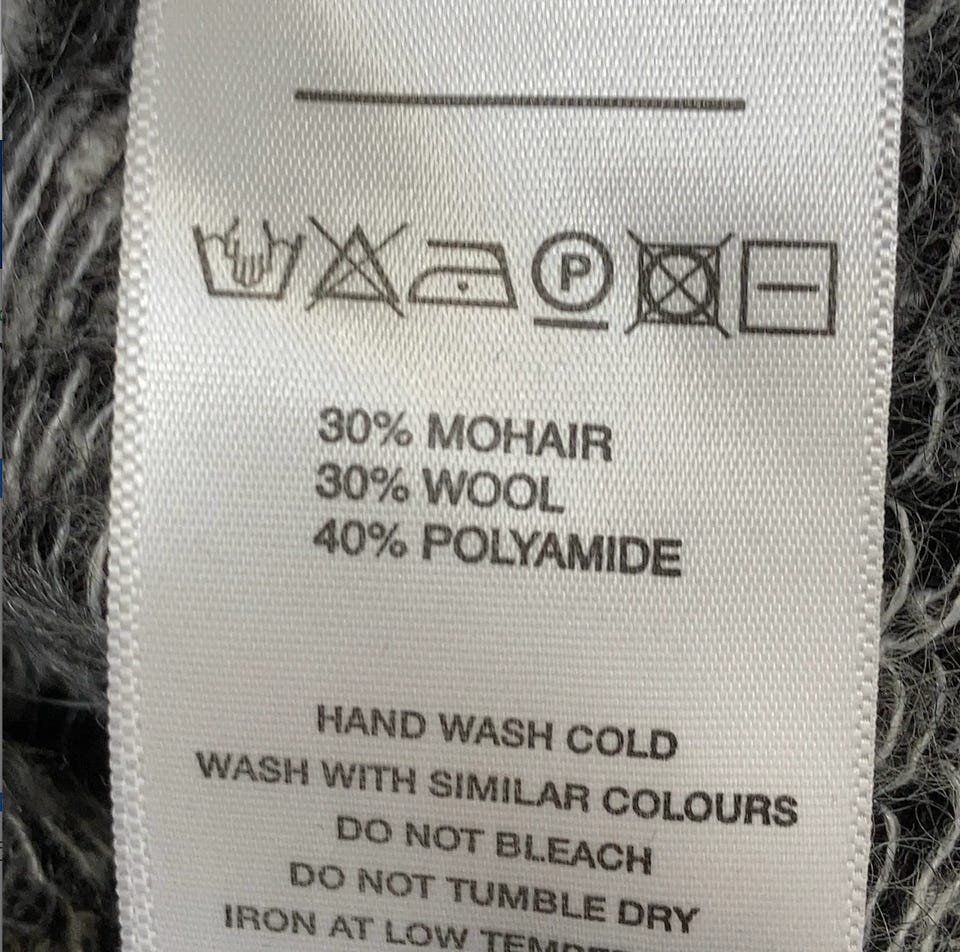 P
30% MOHAIR
30% WOOL
40% POLYAMIDE
HAND WASH COLD
WASH WITH SIMILAR COLOURS
DO NOT BLEACH
DO NOT TUMBLE DRY
IRON AT LOW